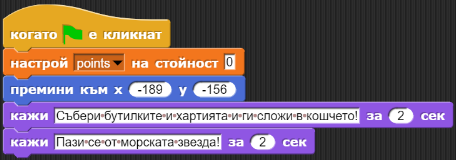 когато е кликнат
настрой points на стойност 0
премини към x -189 y -156
кажи Събери бутилките и хартията и ги сложи в кошчето! за 2 сек
кажи Пази се от морската звезда! за 2 сек